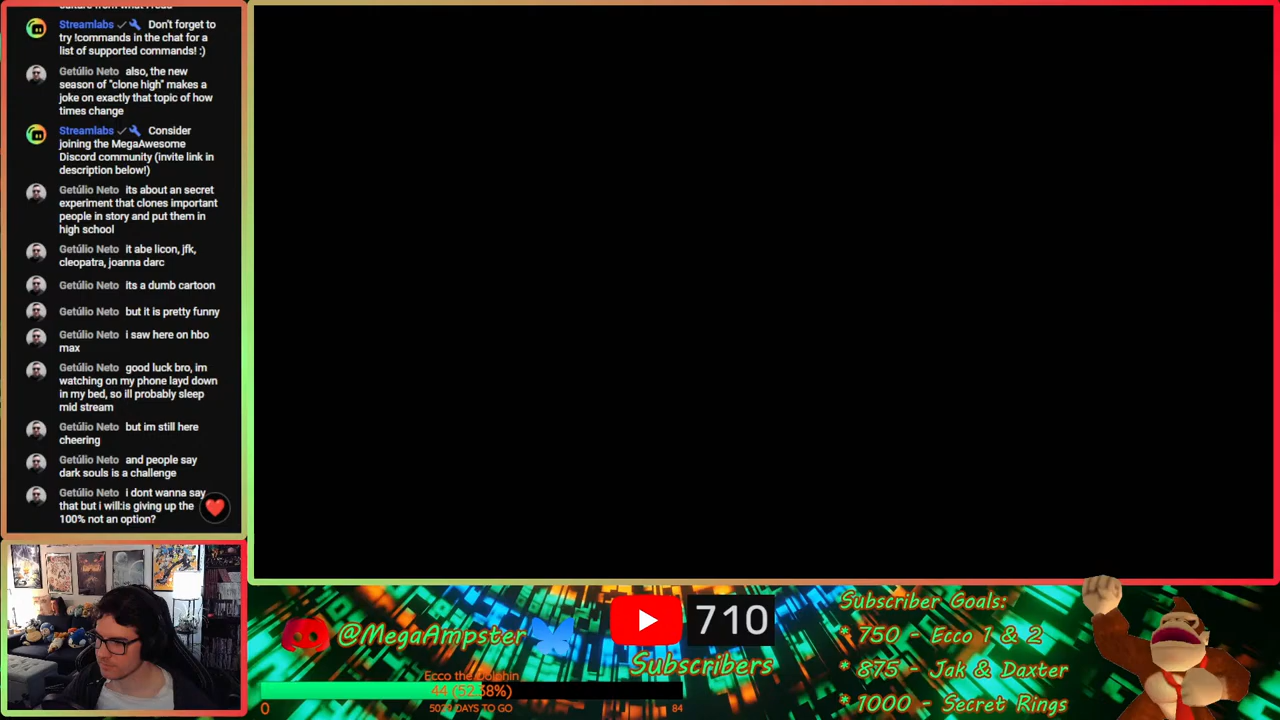 Streamlabs Don't forget to
try !commands in the chat for a
list of supported commands! :)
Getúlio Neto also, the new
season of "clone high" makes a
joke on exactly that topic of how
times change
Streamlabs Consider
joining the MegaAwesome
Discord community (invite link in
description below!)
Getúlio Neto its about an secret
experiment that clones important
people in story and put them in
high school
Getúlio Neto it abe licon, jfk,
cleopatra, joanna darc
Getúlio Neto its a dumb cartoon
Getúlio Neto but it is pretty funny
Getúlio Neto i saw here on hbo
max
Getúlio Neto good luck bro, im
watching on my phone layd down
in my bed, so ill probably sleep
mid stream
Getúlio Neto but im still here
cheering
Getúlio Neto and people say
dark souls is a challenge
Getúlio Neto i dont wanna say
that but i will:is giving up the
100% not an option?
@MegaAmpster
710
Subscribers
Ecco the Dolphin
44 (52.38%)
0
DAYS TO GO
84
Subscriber Goals:
* 750 - Ecco 1 & 2
* 875 - Jak & Daxter
* 1000 - Secret Rings